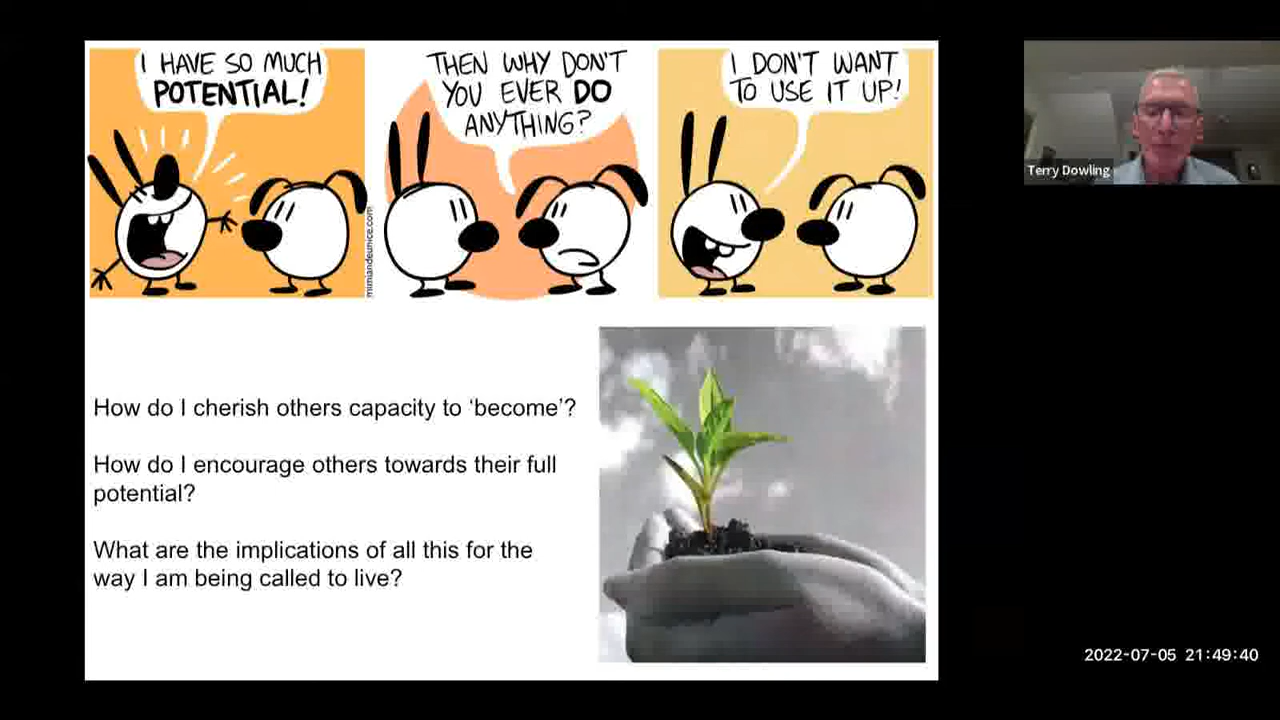 I HAVE SO MUCH
POTENTIAL!
THEN WHY DON'T
YOU EVER DO
ANYTHING?
I DON'T WANT
TO USE IT UP!
mimiandeunice.com
Terry Dowling
How do I cherish others capacity to ‘become’?
How do I encourage others towards their full
potential?
What are the implications of all this for the
way I am being called to live?
2022-07-05 21:49:40